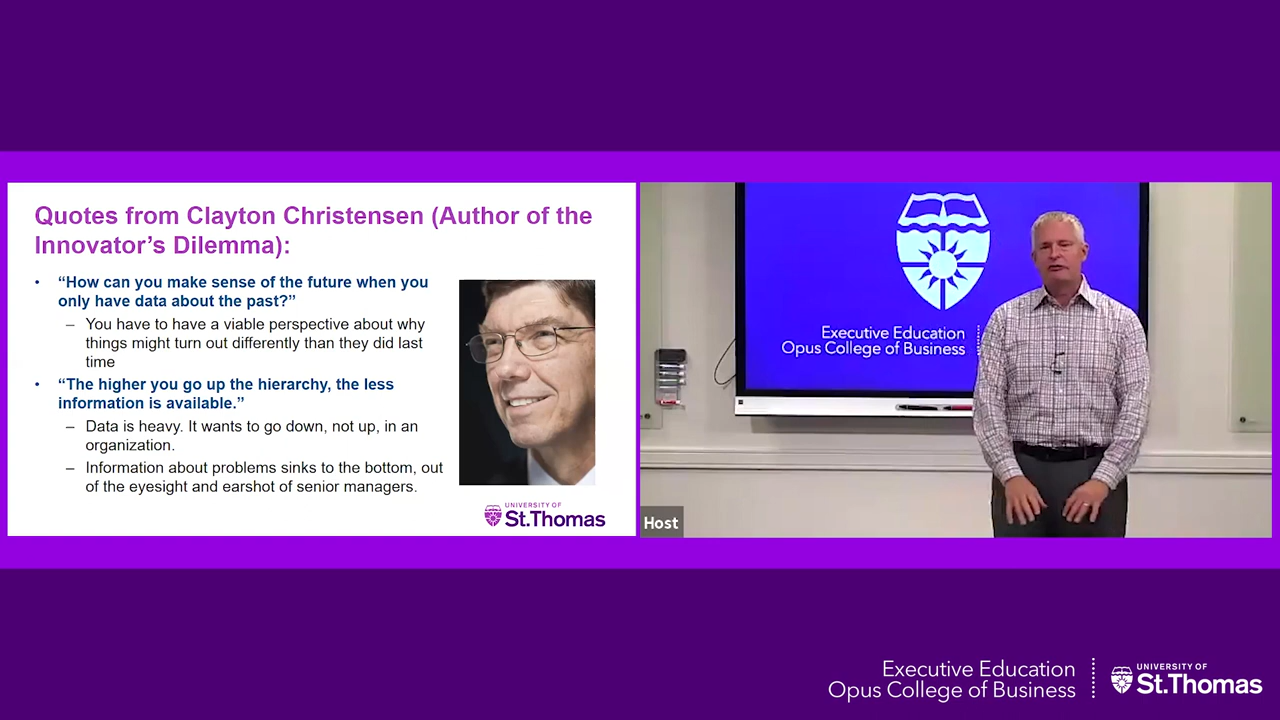 Quotes from Clayton Christensen (Author of the
Innovator’s Dilemma):
• “How can you make sense of the future when you
only have data about the past?”
– You have to have a viable perspective about why
things might turn out differently than they did last
time
• “The higher you go up the hierarchy, the less
information is available.”
– Data is heavy. It wants to go down, not up, in an
organization.
– Information about problems sinks to the bottom, out
of the eyesight and earshot of senior managers.
UNIVERSITY OF
St.Thomas
Executive Education
Opus College of Business
Host
Executive Education
Opus College of Business
UNIVERSITY OF
St.Thomas